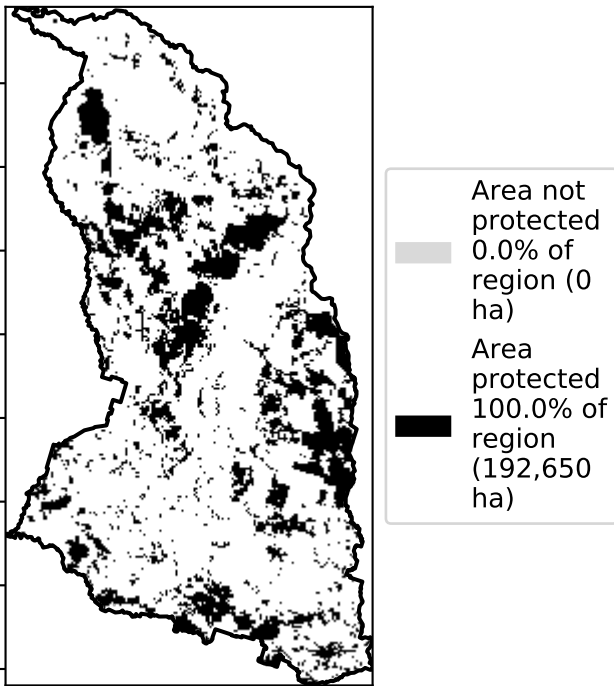 Area not
protected
0.0% of
region (0
ha)
Area
protected
100.0% of
region
(192,650
ha)